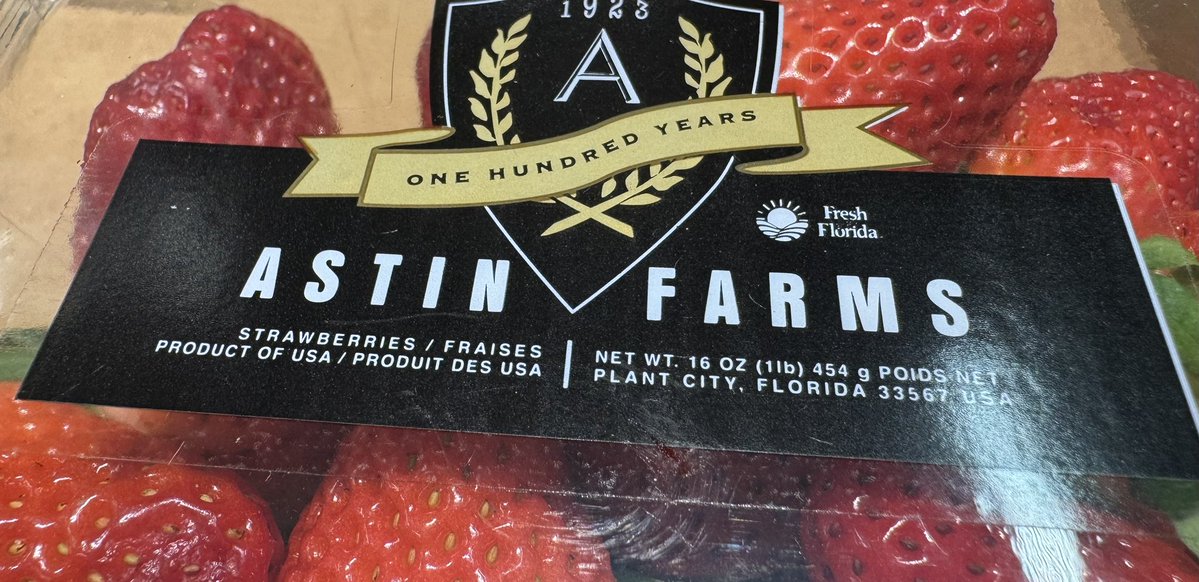 1923
A
ONE HUNDRED YEARS
Fresh
Florida
ASTIN FARMS
STRAWBERRIES / FRAISES
PRODUCT OF USA / PRODUIT DES USA
NET WT. 16 OZ (1lb) 454 g POIDS NET
PLANT CITY, FLORIDA 33567 USA